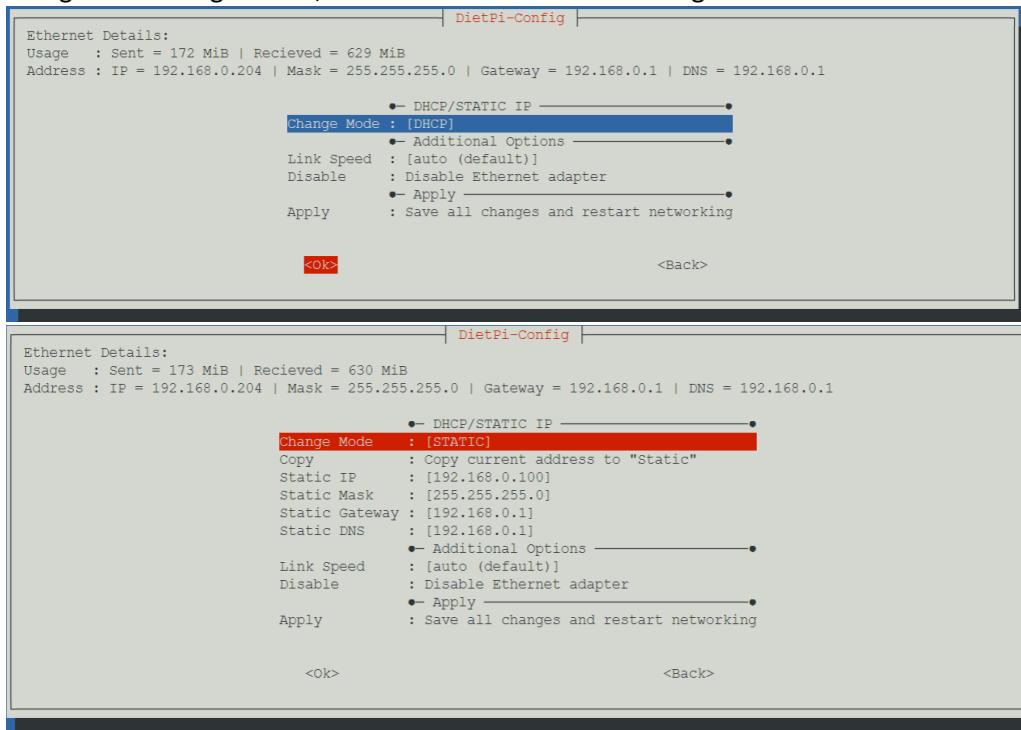 DietPi-Config
Ethernet Details:
Usage : Sent = 172 MiB | Recieved = 629 MiB
Address : IP = 192.168.0.204 | Mask = 255.255.255.0 | Gateway = 192.168.0.1 | DNS = 192.168.0.1
DHCP/STATIC IP
Change Mode : [DHCP]
Additional Options
Link Speed : [auto (default)]
Disable : Disable Ethernet adapter
Apply
Apply : Save all changes and restart networking
<Ok> <Back>
DietPi-Config
Ethernet Details:
Usage : Sent = 173 MiB | Recieved = 630 MiB
Address : IP = 192.168.0.204 | Mask = 255.255.255.0 | Gateway = 192.168.0.1 | DNS = 192.168.0.1
DHCP/STATIC IP
Change Mode : [STATIC]
Copy : Copy current address to "Static"
Static IP : [192.168.0.100]
Static Mask : [255.255.255.0]
Static Gateway : [192.168.0.1]
Static DNS : [192.168.0.1]
Additional Options
Link Speed : [auto (default)]
Disable : Disable Ethernet adapter
Apply
Apply : Save all changes and restart networking
<Ok> <Back>